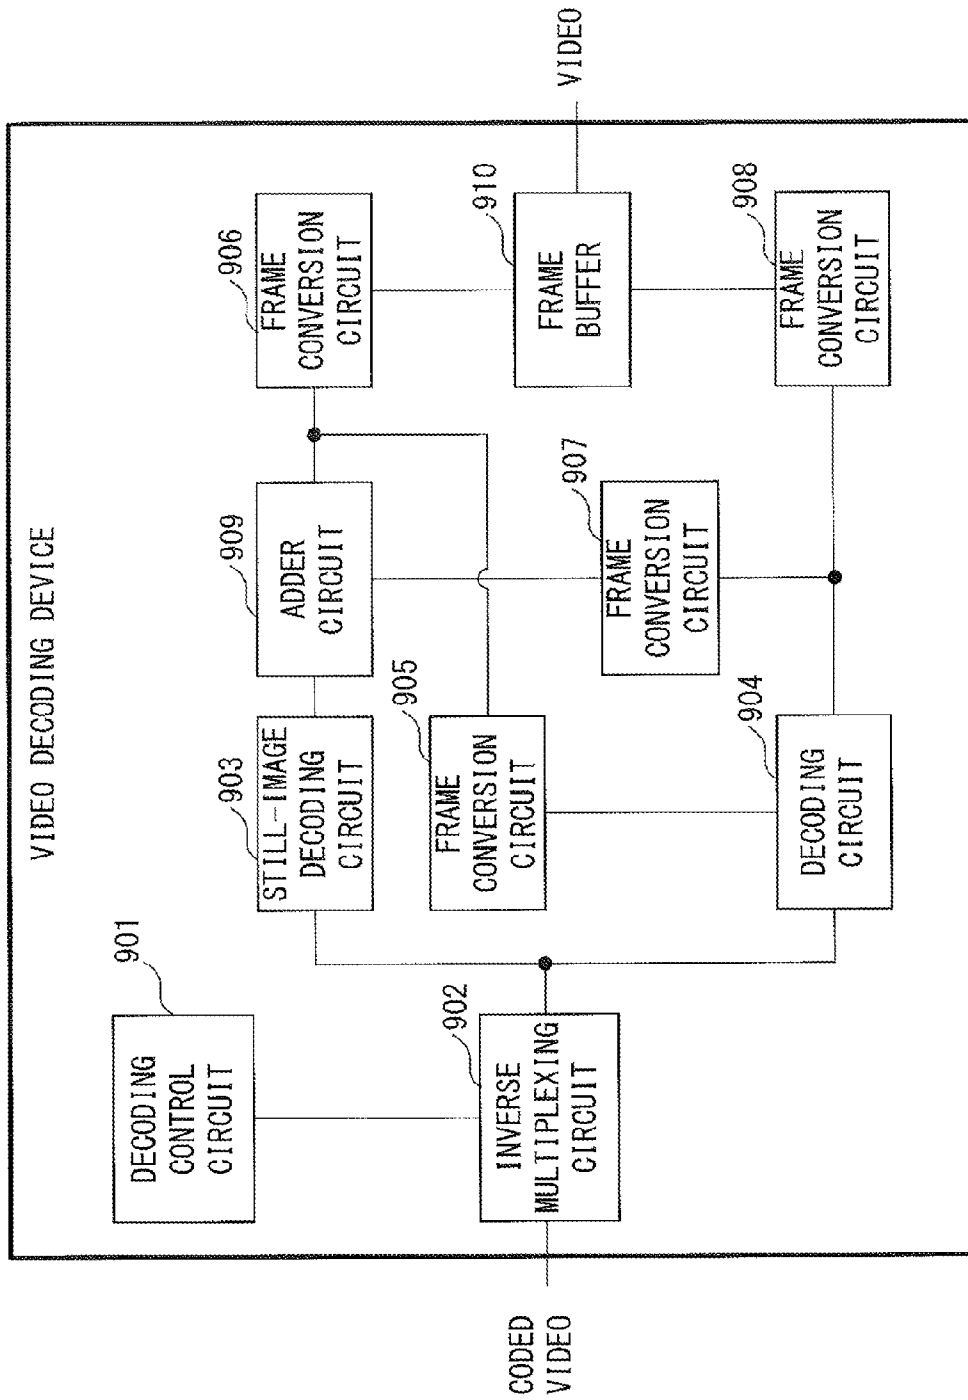 VIDEO DECODING DEVICE
CODED
VIDEO
901
DECODING
CONTROL
CIRCUIT
902
INVERSE
MULTIPLEXING
CIRCUIT
903
STILL-IMAGE
DECODING
CIRCUIT
905
FRAME
CONVERSION
CIRCUIT
904
DECODING
CIRCUIT
909
ADDER
CIRCUIT
907
FRAME
CONVERSION
CIRCUIT
906
FRAME
CONVERSION
CIRCUIT
910
FRAME
BUFFER
908
FRAME
CONVERSION
CIRCUIT
VIDEO